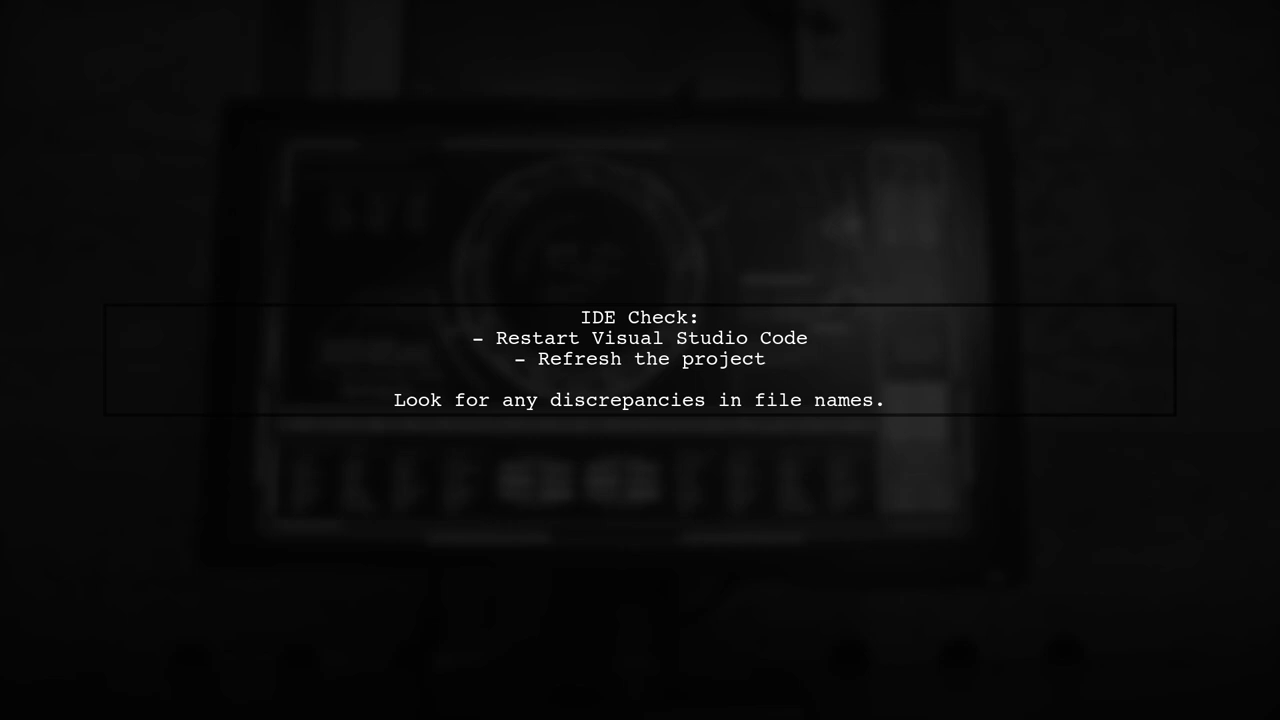 IDE Check:
- Restart Visual Studio Code
- Refresh the project
Look for any discrepancies in file names.